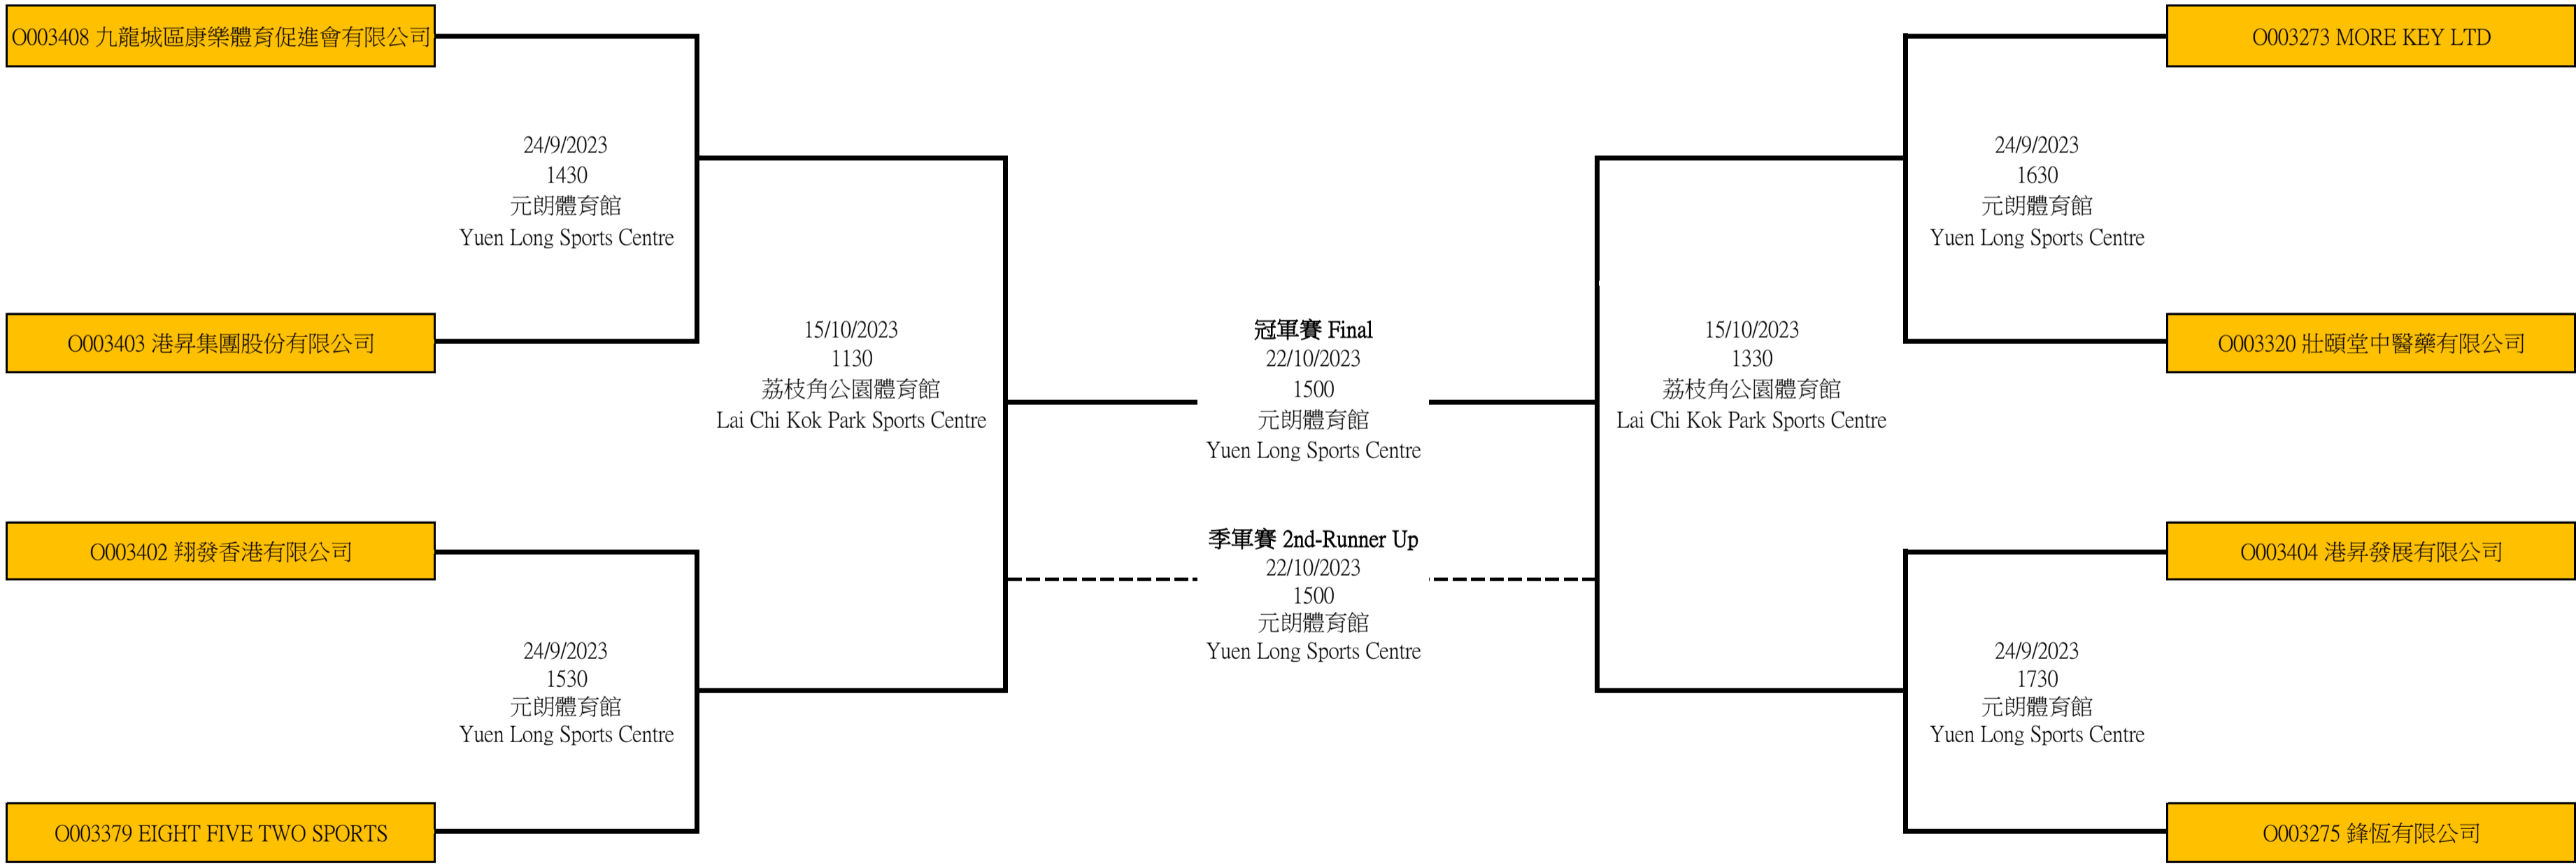 O003408 九龍城區康樂體育促進會有限公司
24/9/2023
1430
元朗體育館
Yuen Long Sports Centre
O003403 港昇集團股份有限公司
15/10/2023
1130
荔枝角公園體育館
Lai Chi Kok Park Sports Centre
O003402 翔發香港有限公司
24/9/2023
1530
元朗體育館
Yuen Long Sports Centre
O003379 EIGHT FIVE TWO SPORTS
冠軍賽 Final
22/10/2023
1500
元朗體育館
Yuen Long Sports Centre
季軍賽 2nd-Runner Up
22/10/2023
1500
元朗體育館
Yuen Long Sports Centre
O003273 MORE KEY LTD
24/9/2023
1630
元朗體育館
Yuen Long Sports Centre
O003320 壯頤堂中醫藥有限公司
15/10/2023
1330
荔枝角公園體育館
Lai Chi Kok Park Sports Centre
O003404 港昇發展有限公司
24/9/2023
1730
元朗體育館
Yuen Long Sports Centre
O003275 鋒恆有限公司